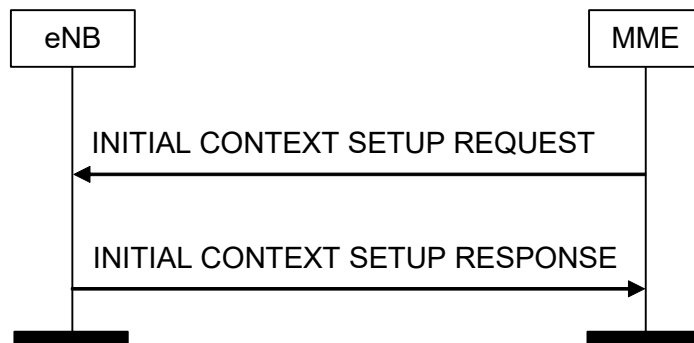 eNB
MME
INITIAL CONTEXT SETUP REQUEST
INITIAL CONTEXT SETUP RESPONSE